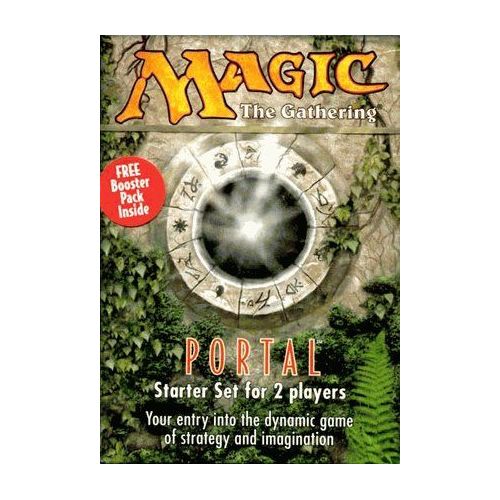 MAGIC
The Gathering®
FREE
Booster
Pack
Inside
PORTAL™
Starter Set for 2 players
Your entry into the dynamic game
of strategy and imagination